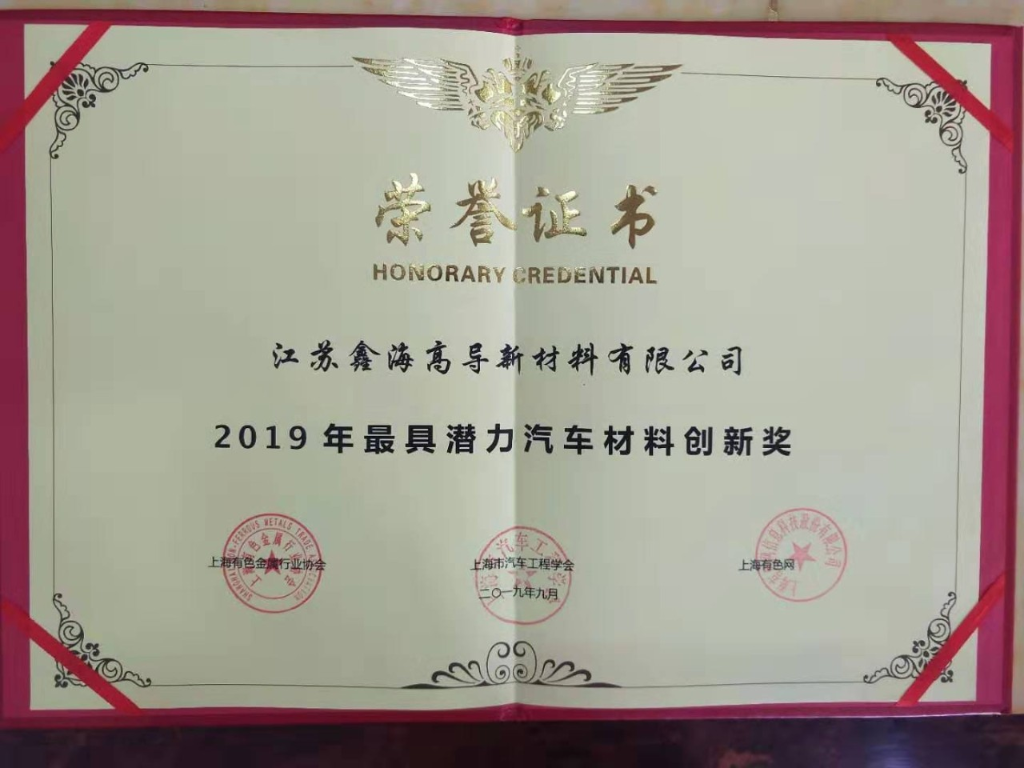 荣誉证书
HONORARY CREDENTIAL
江苏鑫海高导新材料有限公司
2019年最具潜力汽车材料创新奖
上海有色金属行业协会
上海市汽车工程学会
上海有色网
二〇一九年九月